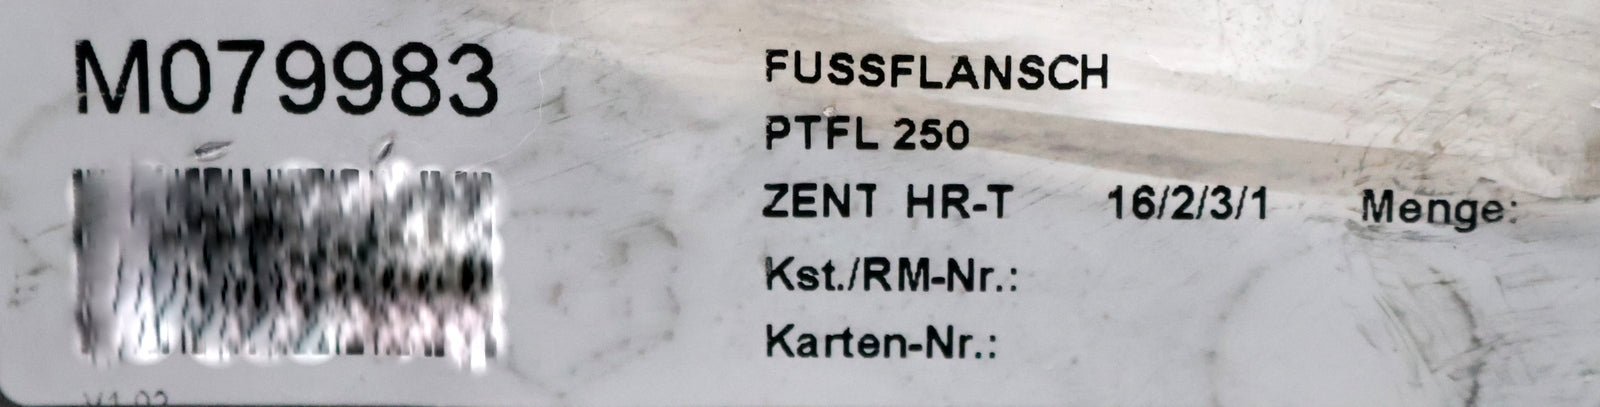 M079983
FUSSFLANSCH
PTFL 250
ZENT HR-T 16/2/3/1 Menge:
Kst./RM-Nr.:
Karten-Nr.: